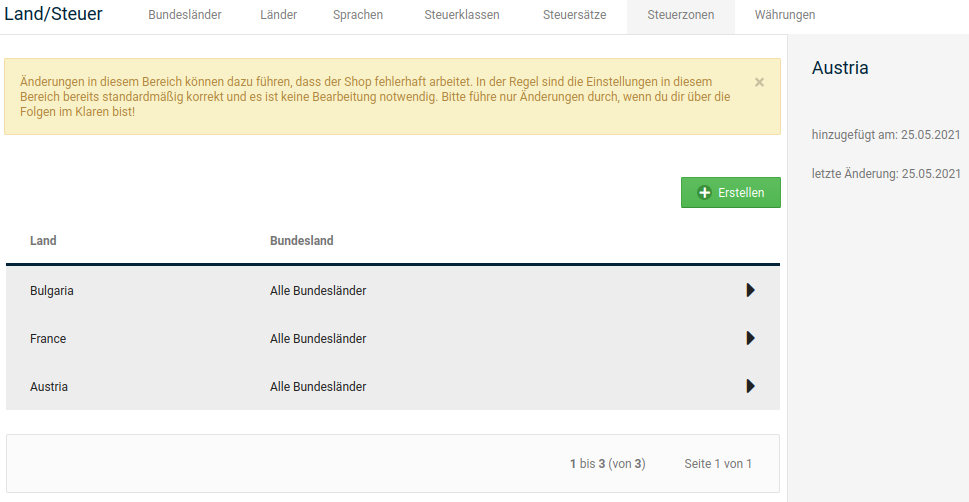 Land/Steuer
Bundesländer Länder Sprachen Steuerklassen Steuersätze Steuerzonen Währungen
Änderungen in diesem Bereich können dazu führen, dass der Shop fehlerhaft arbeitet. In der Regel sind die Einstellungen in diesem
Bereich bereits standardmäßig korrekt und es ist keine Bearbeitung notwendig. Bitte führe nur Änderungen durch, wenn du dir über die
Folgen im Klaren bist!
×
Erstellen
Land Bundesland
Bulgaria Alle Bundesländer
France Alle Bundesländer
Austria Alle Bundesländer
1 bis 3 (von 3) Seite 1 von 1
Austria
hinzugefügt am: 25.05.2021
letzte Änderung: 25.05.2021